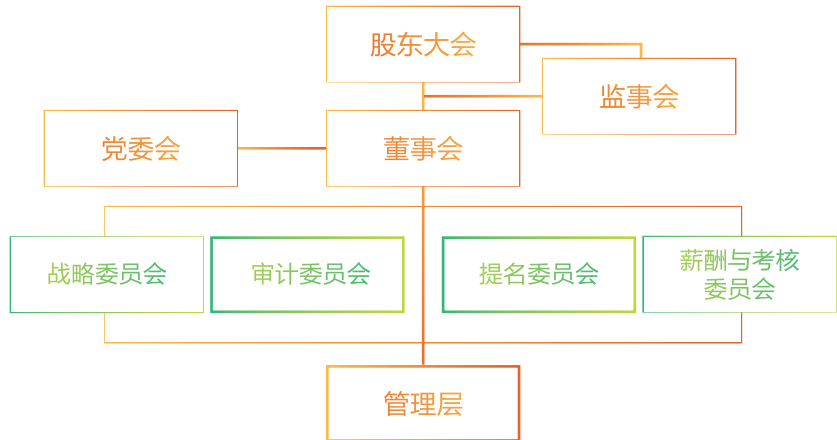 股东大会
监事会
党委会
董事会
战略委员会
审计委员会
提名委员会
薪酬与考核
委员会
管理层